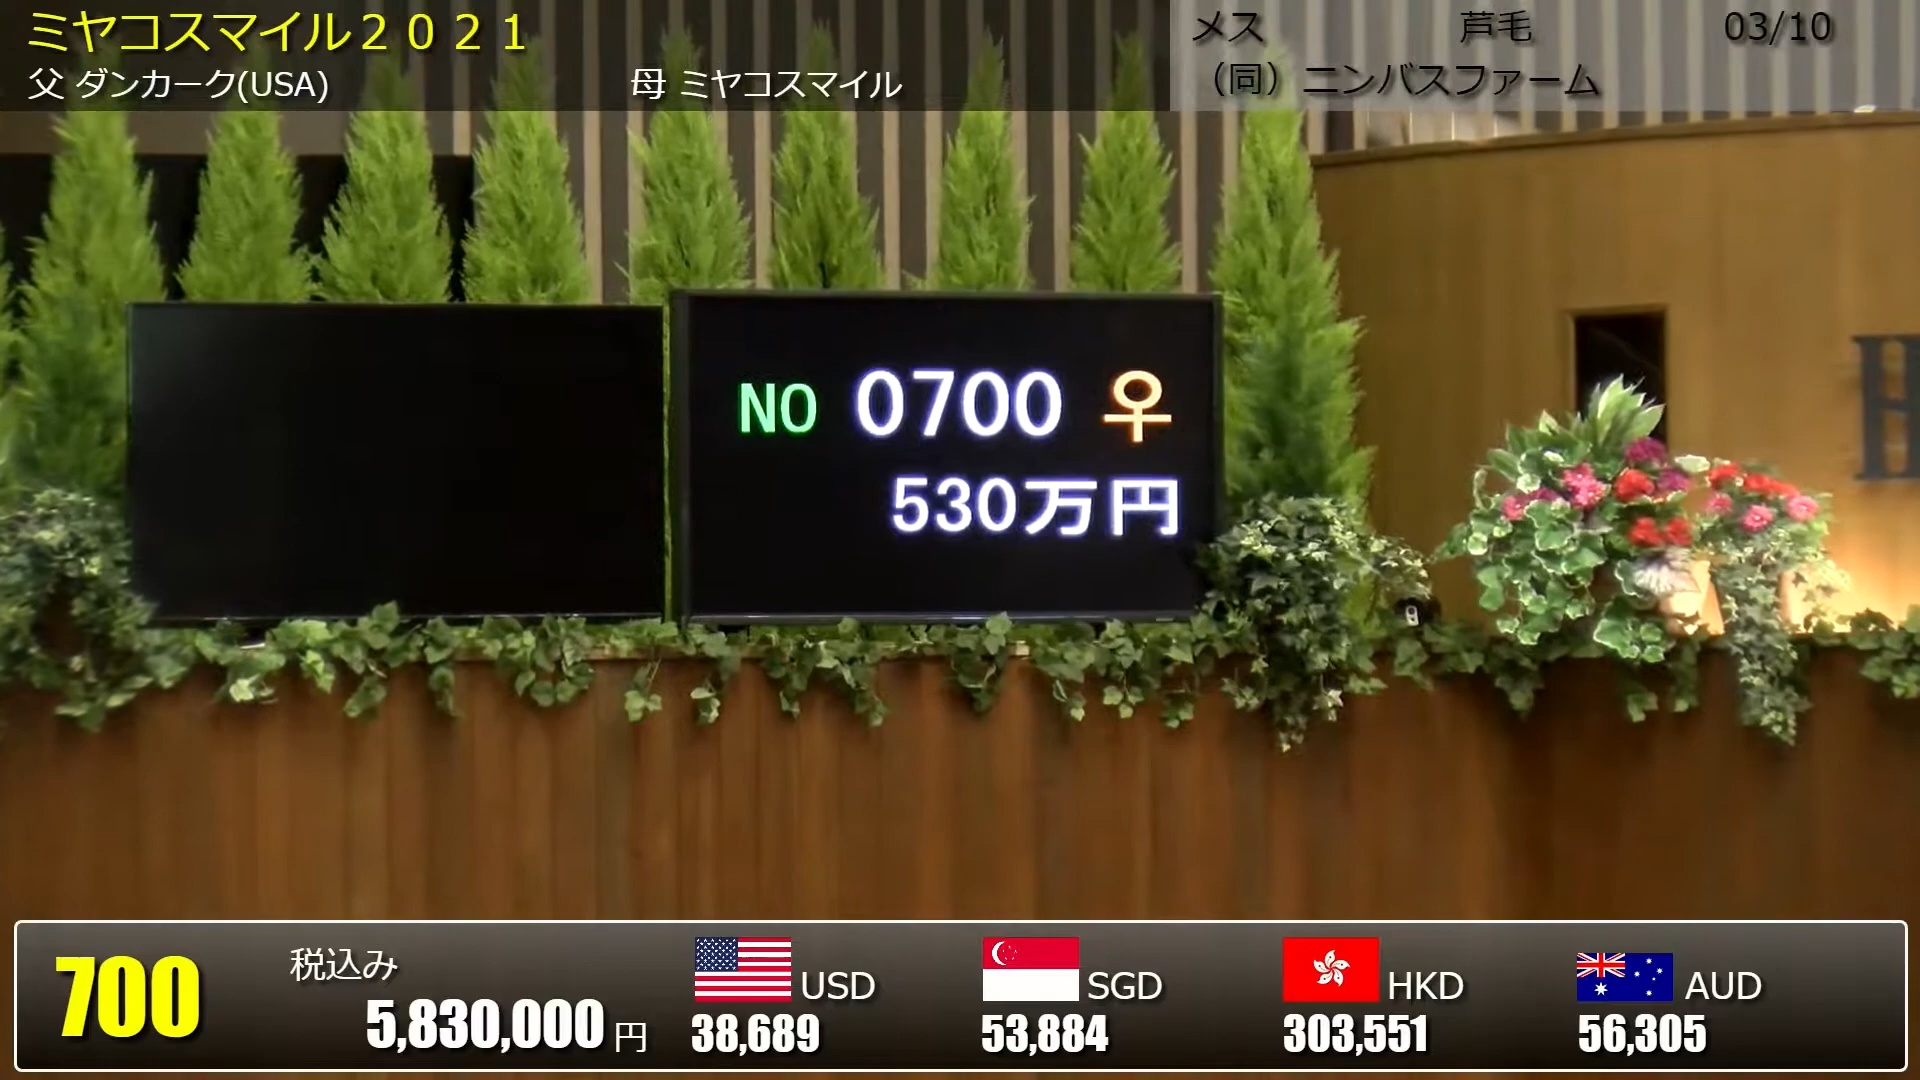 ミヤコスマイル２０２１
父 ダンカーク(USA) 母 ミヤコスマイル
メス 芦毛 03/10
（同）ニンバスファーム
NO 0700 ♀
530万円
H
700 税込み 5,830,000 円
USD 38,689
SGD 53,884
HKD 303,551
AUD 56,305